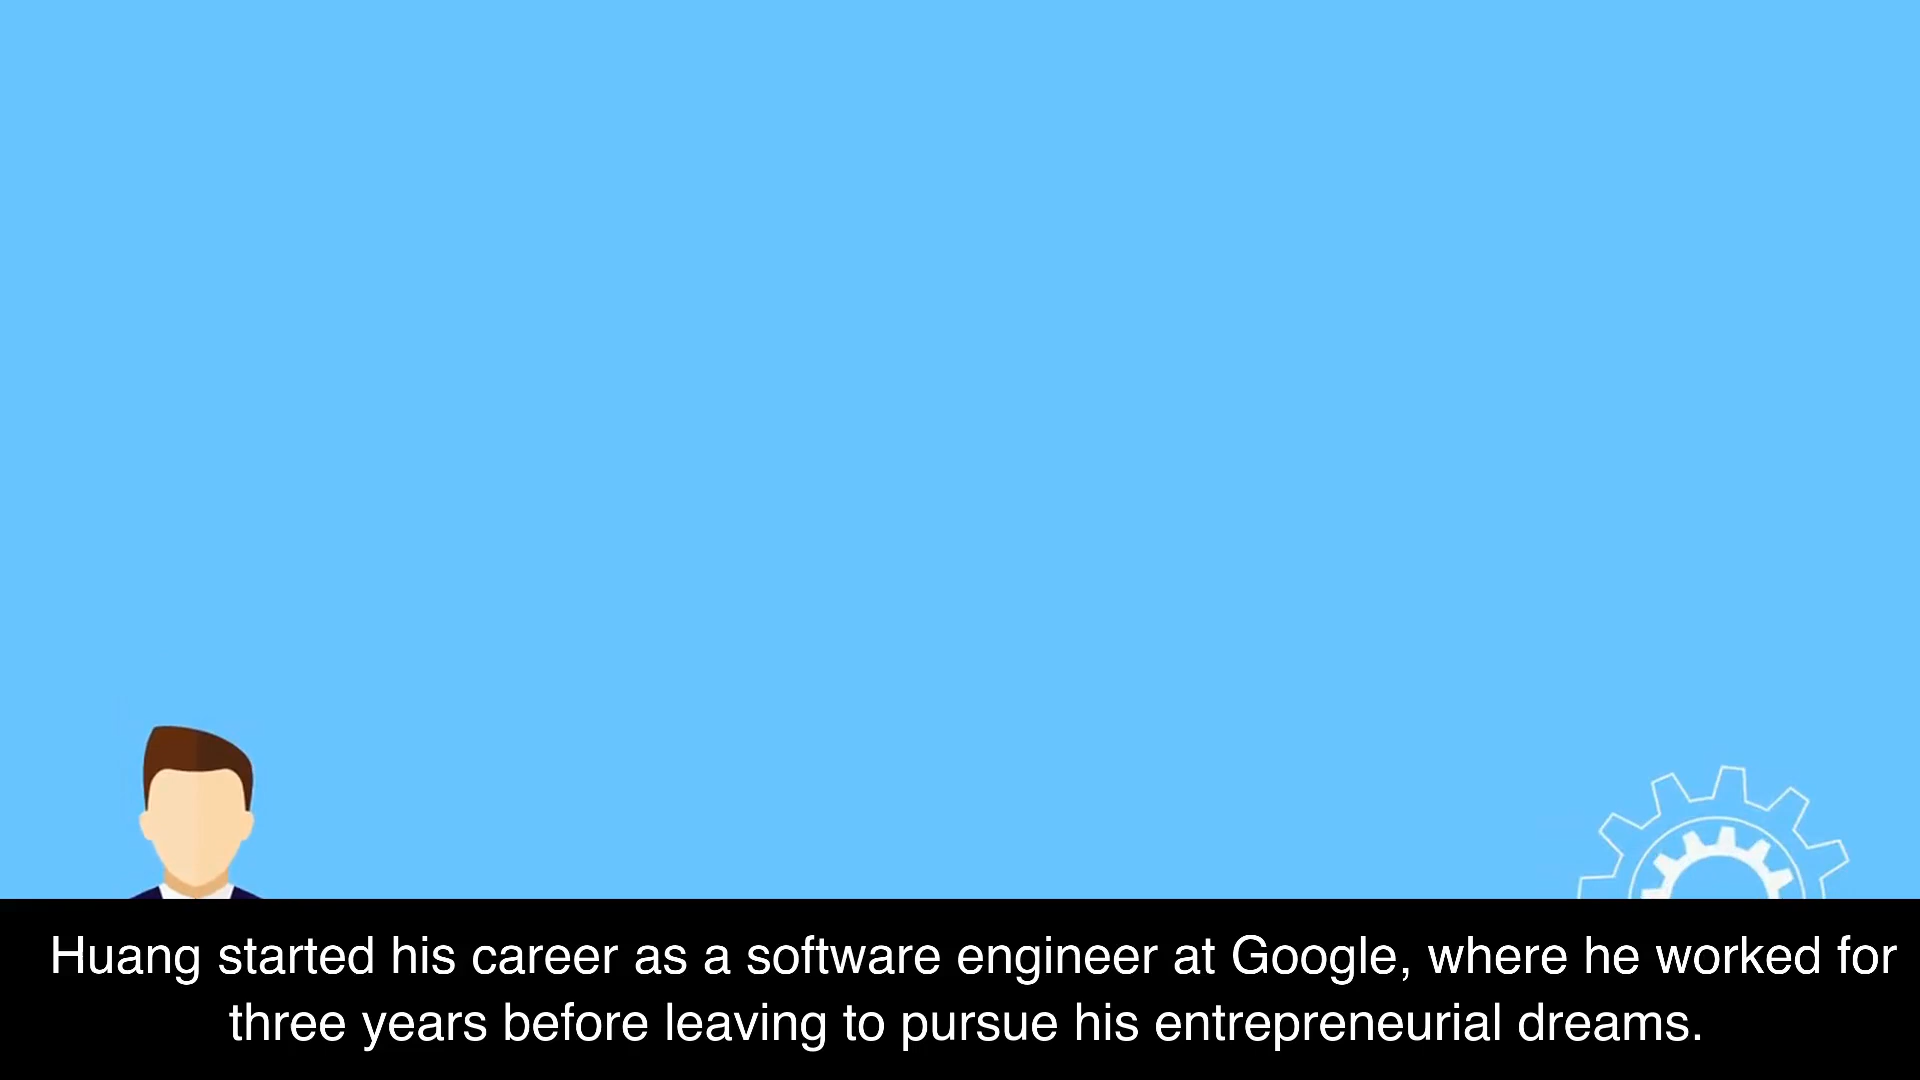 Huang started his career as a software engineer at Google, where he worked for
three years before leaving to pursue his entrepreneurial dreams.